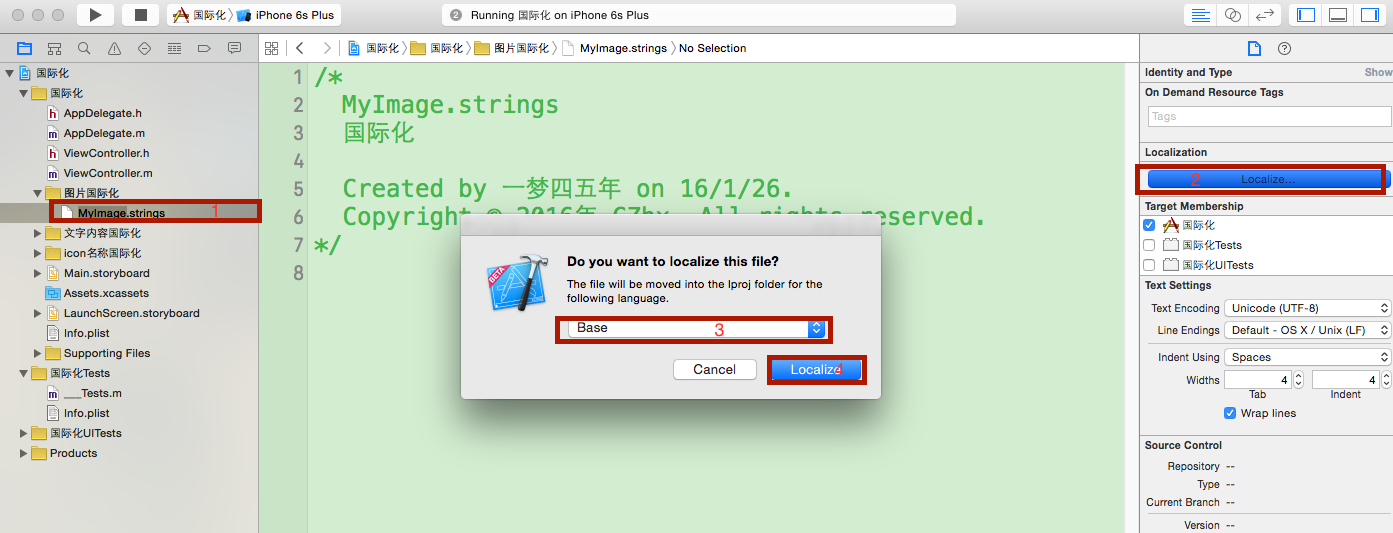 国际化 iPhone 6s Plus
2 Running 国际化 on iPhone 6s Plus
国际化 国际化 图片国际化 MyImage.strings No Selection
国际化
国际化
AppDelegate.h
AppDelegate.m
ViewController.h
ViewController.m
图片国际化
MyImage.strings 1
文字内容国际化
icon名称国际化
Main.storyboard
Assets.xcassets
LaunchScreen.storyboard
Info.plist
Supporting Files
国际化Tests
___Tests.m
Info.plist
国际化UITests
Products
1 /*
2 MyImage.strings
3 国际化
4
5 Created by 一梦四五年 on 16/1/26.
6 Copyright © 2016年 CZbx. All rights reserved.
7 */
8
BETA
Do you want to localize this file?
The file will be moved into the lproj folder for the
following language.
Base 3
Cancel
Localize 4
Identity and Type Show
On Demand Resource Tags
Tags
Localization
2 Localize...
Target Membership
国际化
国际化Tests
国际化UITests
Text Settings
Text Encoding Unicode (UTF-8)
Line Endings Default - OS X / Unix (LF)
Indent Using Spaces
Widths 4 4
Tab Indent
Wrap lines
Source Control
Repository --
Type --
Current Branch --
Version --